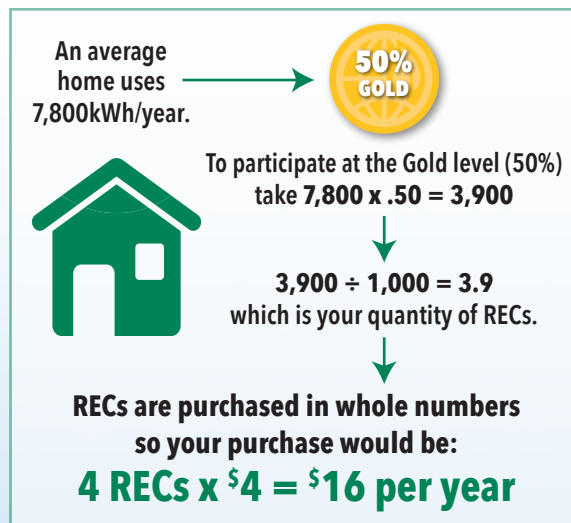 An average
home uses
7,800kWh/year.
50%
GOLD
To participate at the Gold level (50%)
take 7,800 x .50 = 3,900
3,900 ÷ 1,000 = 3.9
which is your quantity of RECs.
RECs are purchased in whole numbers
so your purchase would be:
4 RECs x $4 = $16 per year